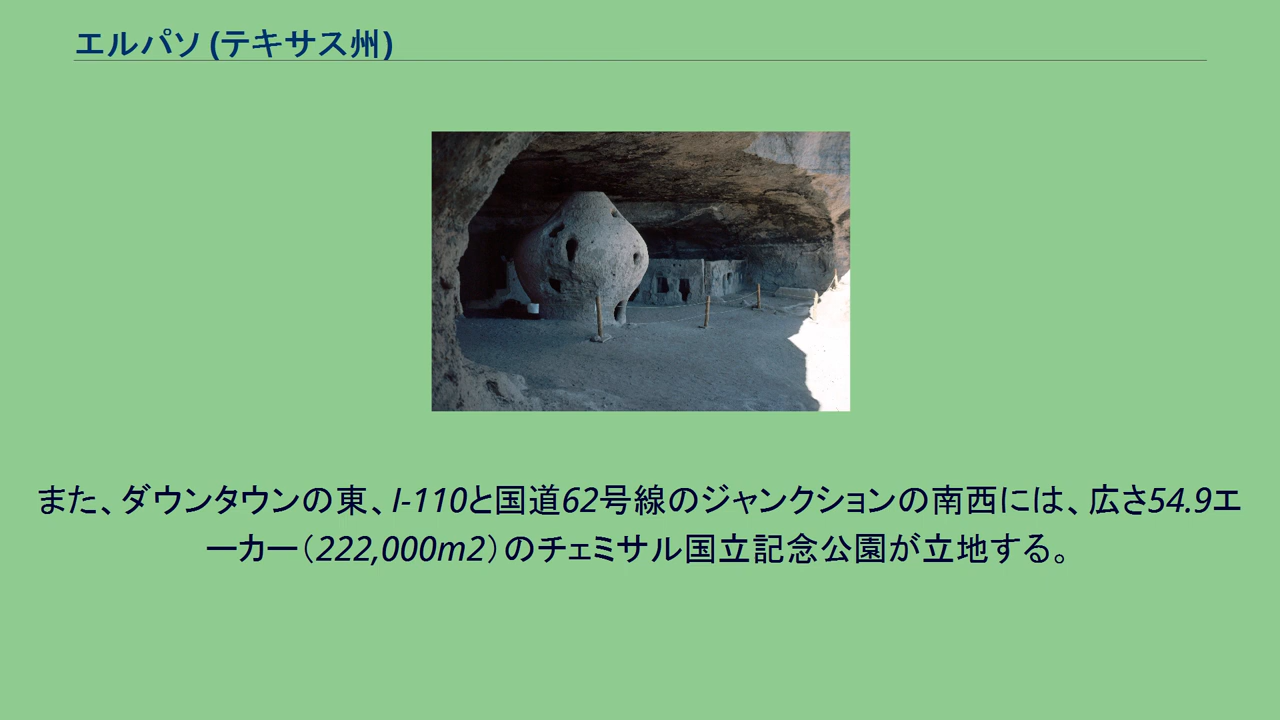 エルパソ (テキサス州)
また、ダウンタウンの東、I-110と国道62号線のジャンクションの南西には、広さ54.9エ
ーカー（222,000m2）のチェミサル国立記念公園が立地する。